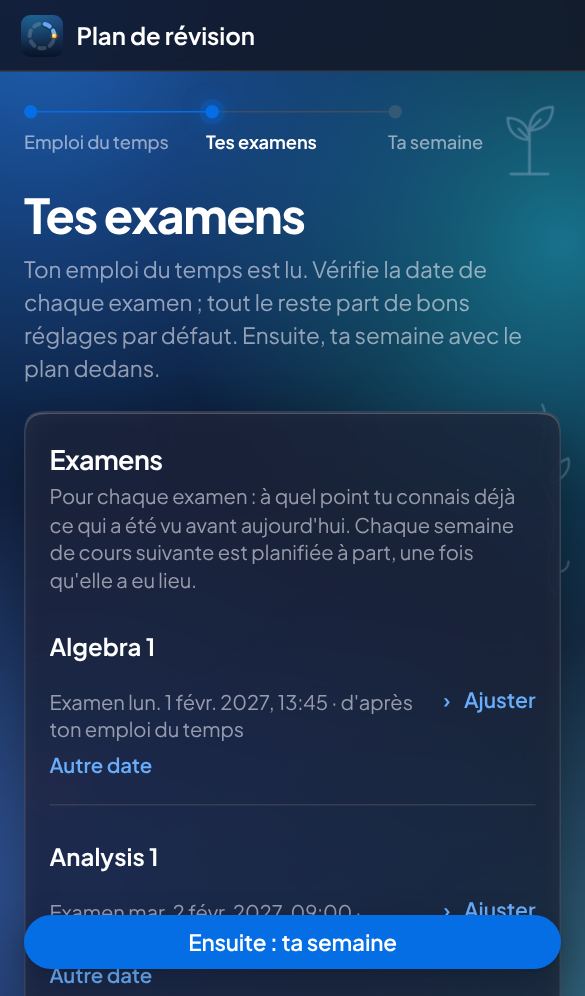 Plan de révision
Emploi du temps
Tes examens
Ta semaine
Tes examens
Ton emploi du temps est lu. Vérifie la date de
chaque examen ; tout le reste part de bons
réglages par défaut. Ensuite, ta semaine avec le
plan dedans.
Examens
Pour chaque examen : à quel point tu connais déjà
ce qui a été vu avant aujourd'hui. Chaque semaine
de cours suivante est planifiée à part, une fois
qu'elle a eu lieu.
Algebra 1
Examen lun. 1 févr. 2027, 13:45 · d'après
ton emploi du temps
› Ajuster
Autre date
Analysis 1
Examen mar. 2 févr. 2027, 09:00 ·
› Ajuster
Ensuite : ta semaine
Autre date